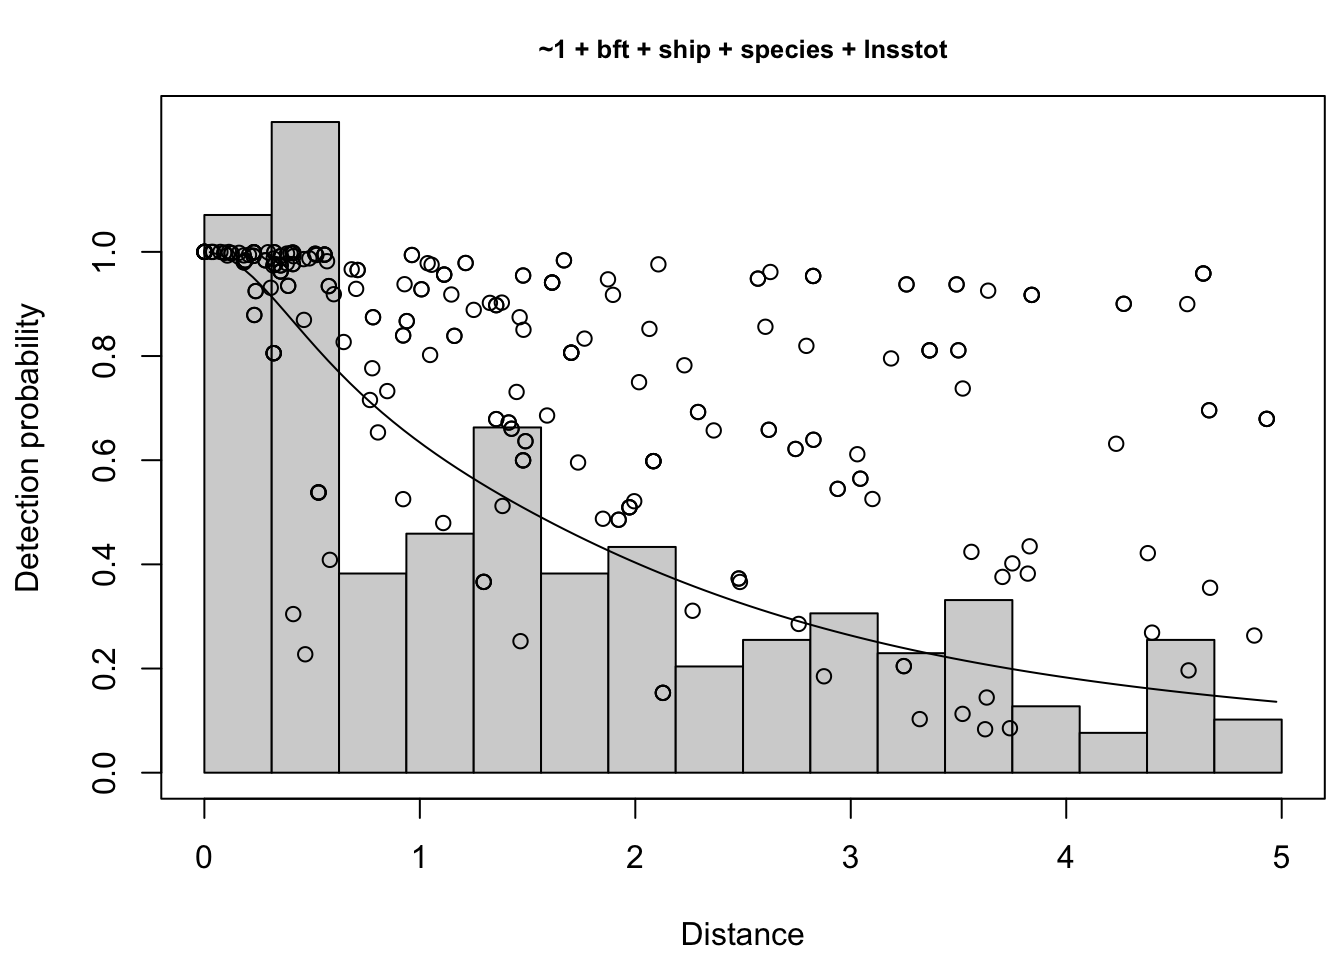 ~1 + bft + ship + species + lnsstot
Detection probability
1.0
0.8
0.6
0.4
0.2
0.0
0 1 2 3 4 5
Distance